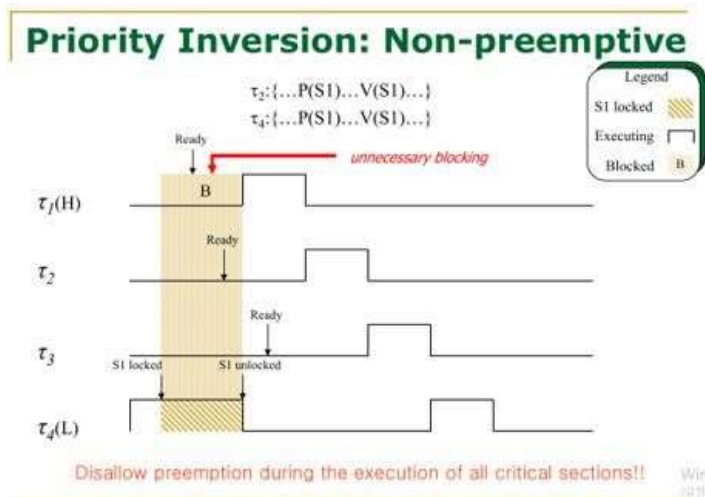 Priority Inversion: Non-preemptive
τ2:{…P(S1)…V(S1)…}
τ4:{…P(S1)…V(S1)…}
Legend
S1 locked
Executing
Blocked B
Ready
unnecessary blocking
B
τ1(H)
Ready
τ2
Ready
τ3
S1 locked S1 unlocked
τ4(L)
Disallow preemption during the execution of all critical sections!!